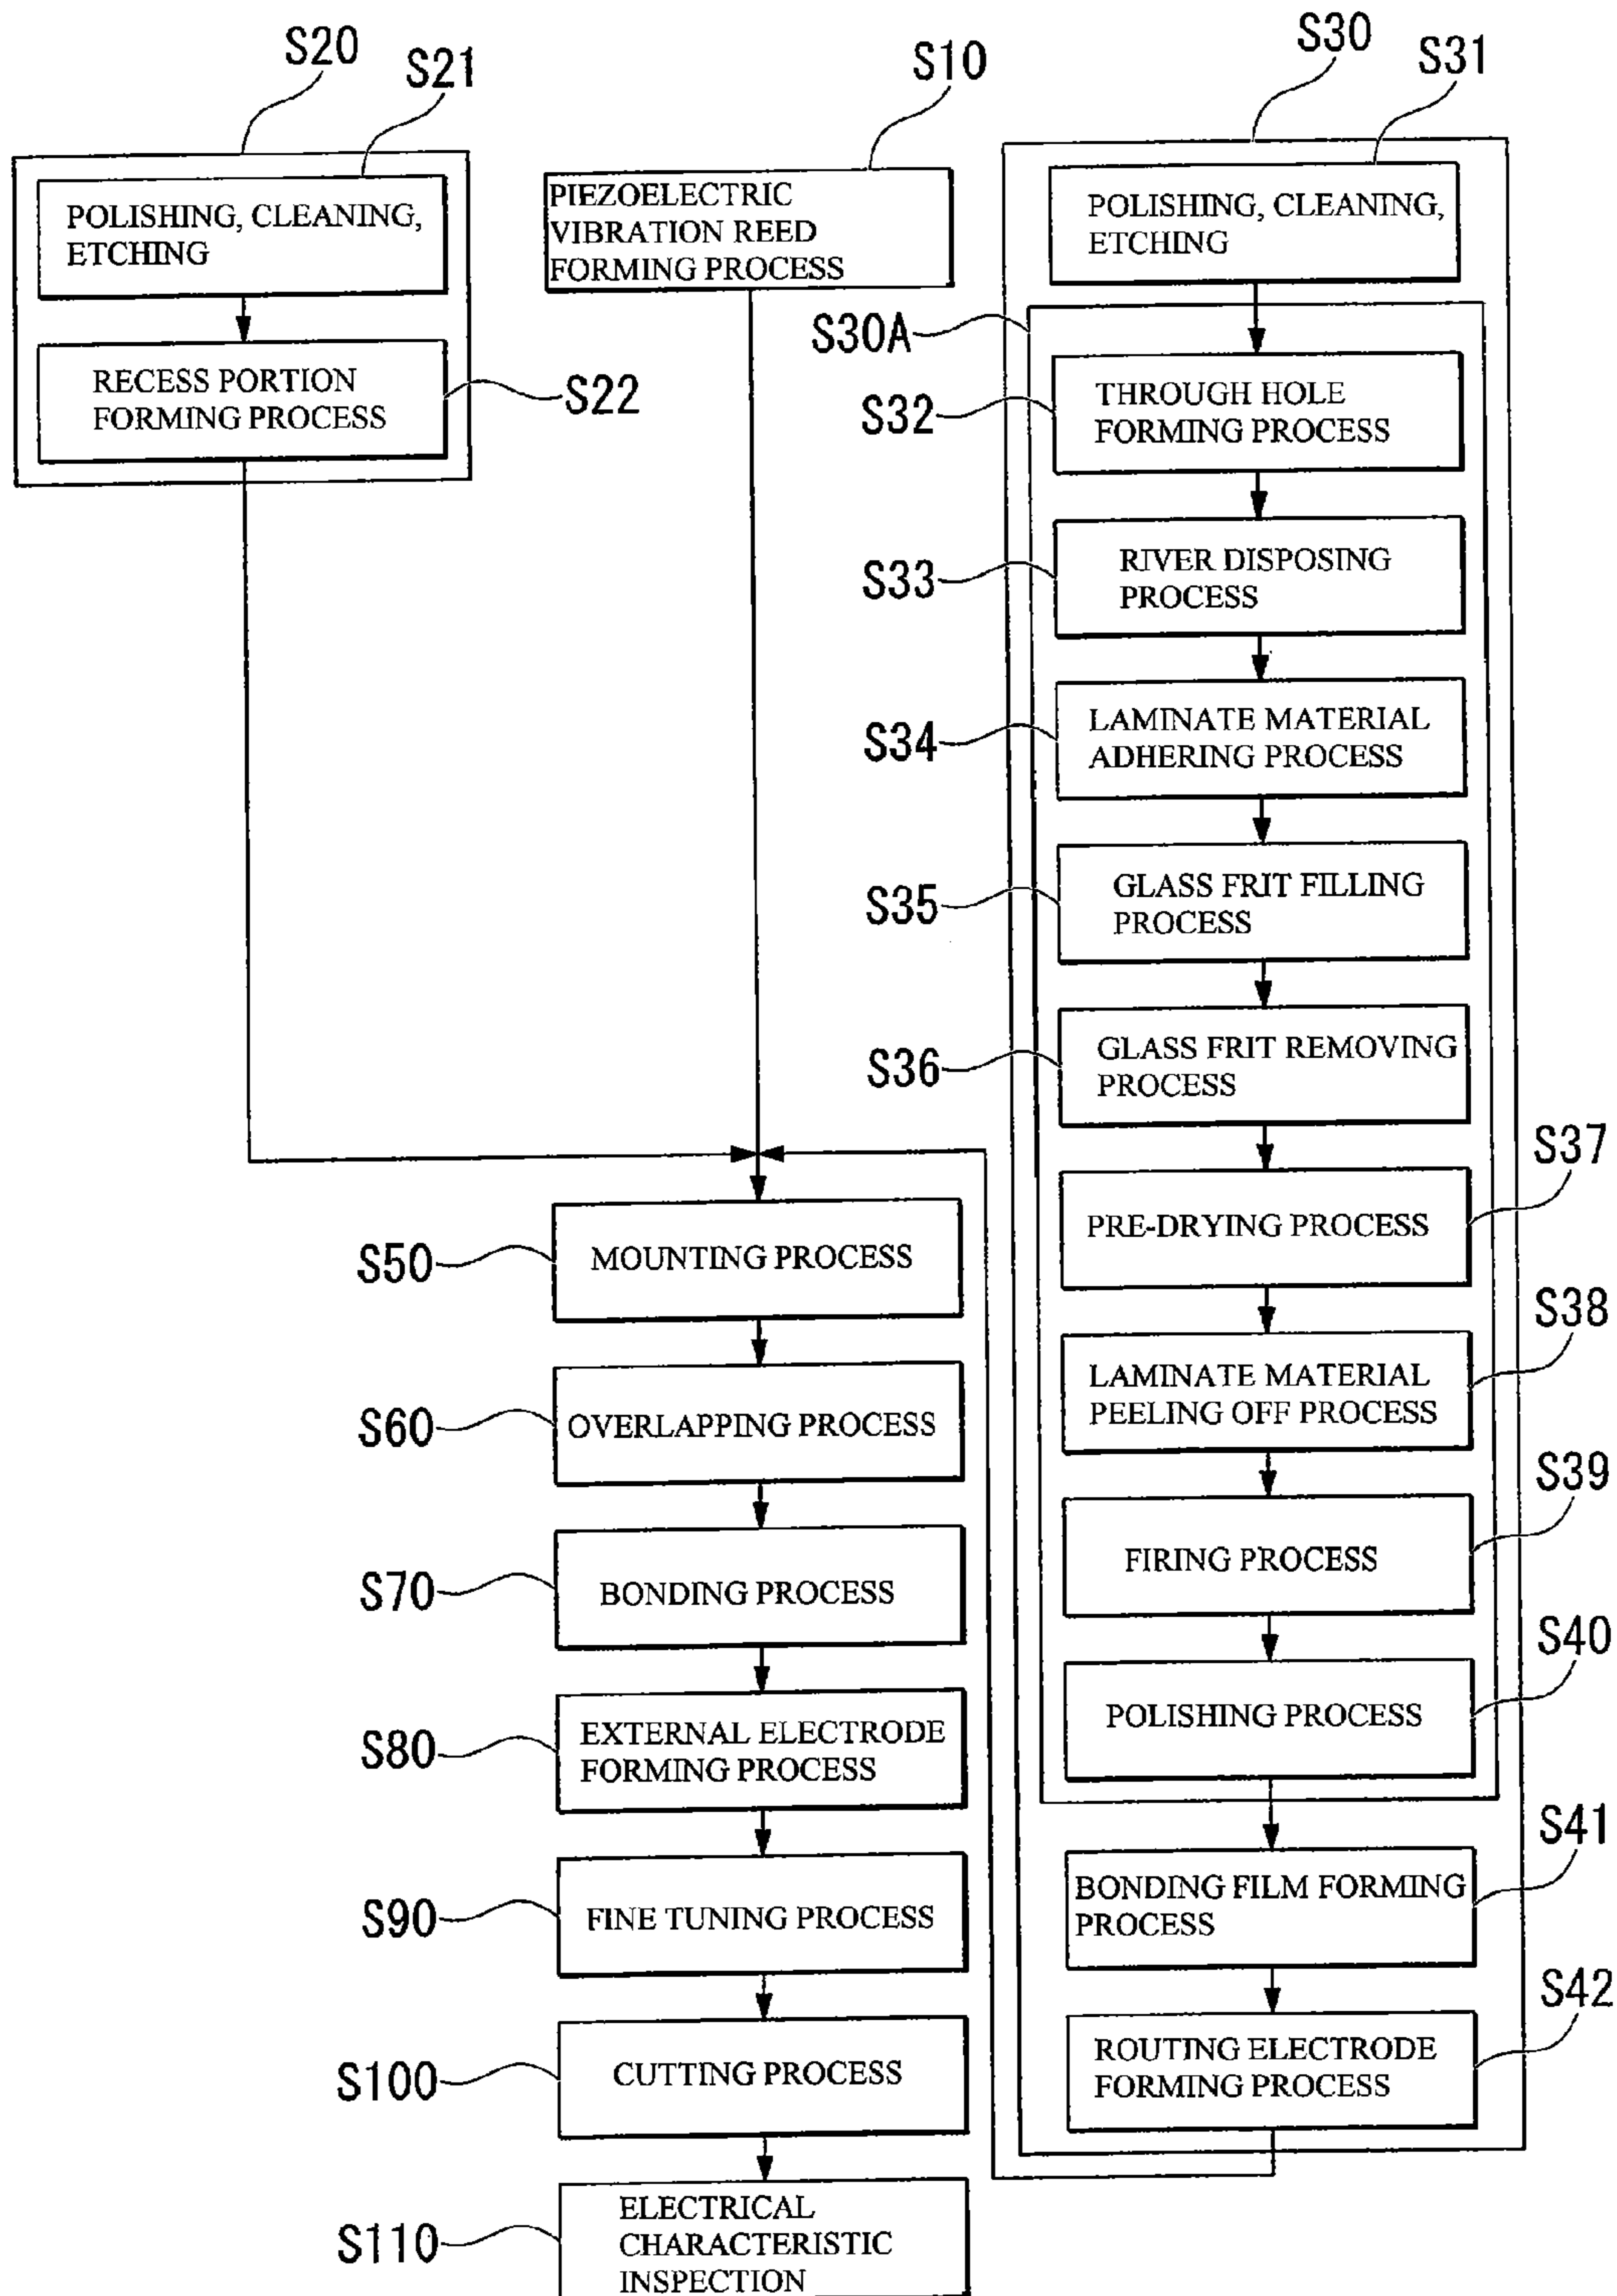 S20
S21
POLISHING, CLEANING,
ETCHING
RECESS PORTION
FORMING PROCESS
S22
S10
PIEZOELECTRIC
VIBRATION REED
FORMING PROCESS
S30
S31
POLISHING, CLEANING,
ETCHING
S30A
S32
THROUGH HOLE
FORMING PROCESS
S33
RIVER DISPOSING
PROCESS
S34
LAMINATE MATERIAL
ADHERING PROCESS
S35
GLASS FRIT FILLING
PROCESS
S36
GLASS FRIT REMOVING
PROCESS
S37
PRE-DRYING PROCESS
S38
LAMINATE MATERIAL
PEELING OFF PROCESS
S39
FIRING PROCESS
S40
POLISHING PROCESS
S41
BONDING FILM FORMING
PROCESS
S42
ROUTING ELECTRODE
FORMING PROCESS
S50
MOUNTING PROCESS
S60
OVERLAPPING PROCESS
S70
BONDING PROCESS
S80
EXTERNAL ELECTRODE
FORMING PROCESS
S90
FINE TUNING PROCESS
S100
CUTTING PROCESS
S110
ELECTRICAL
CHARACTERISTIC
INSPECTION